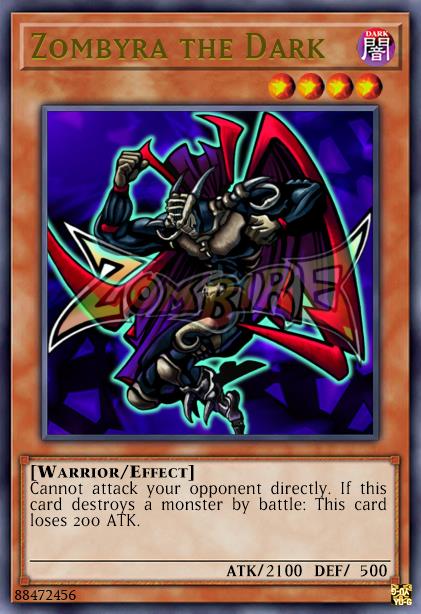 Zombyra the Dark
DARK
闇
ZOMBIRE
[Warrior/Effect]
Cannot attack your opponent directly. If this
card destroys a monster by battle: This card
loses 200 ATK.
ATK/2100 DEF/ 500
88472456